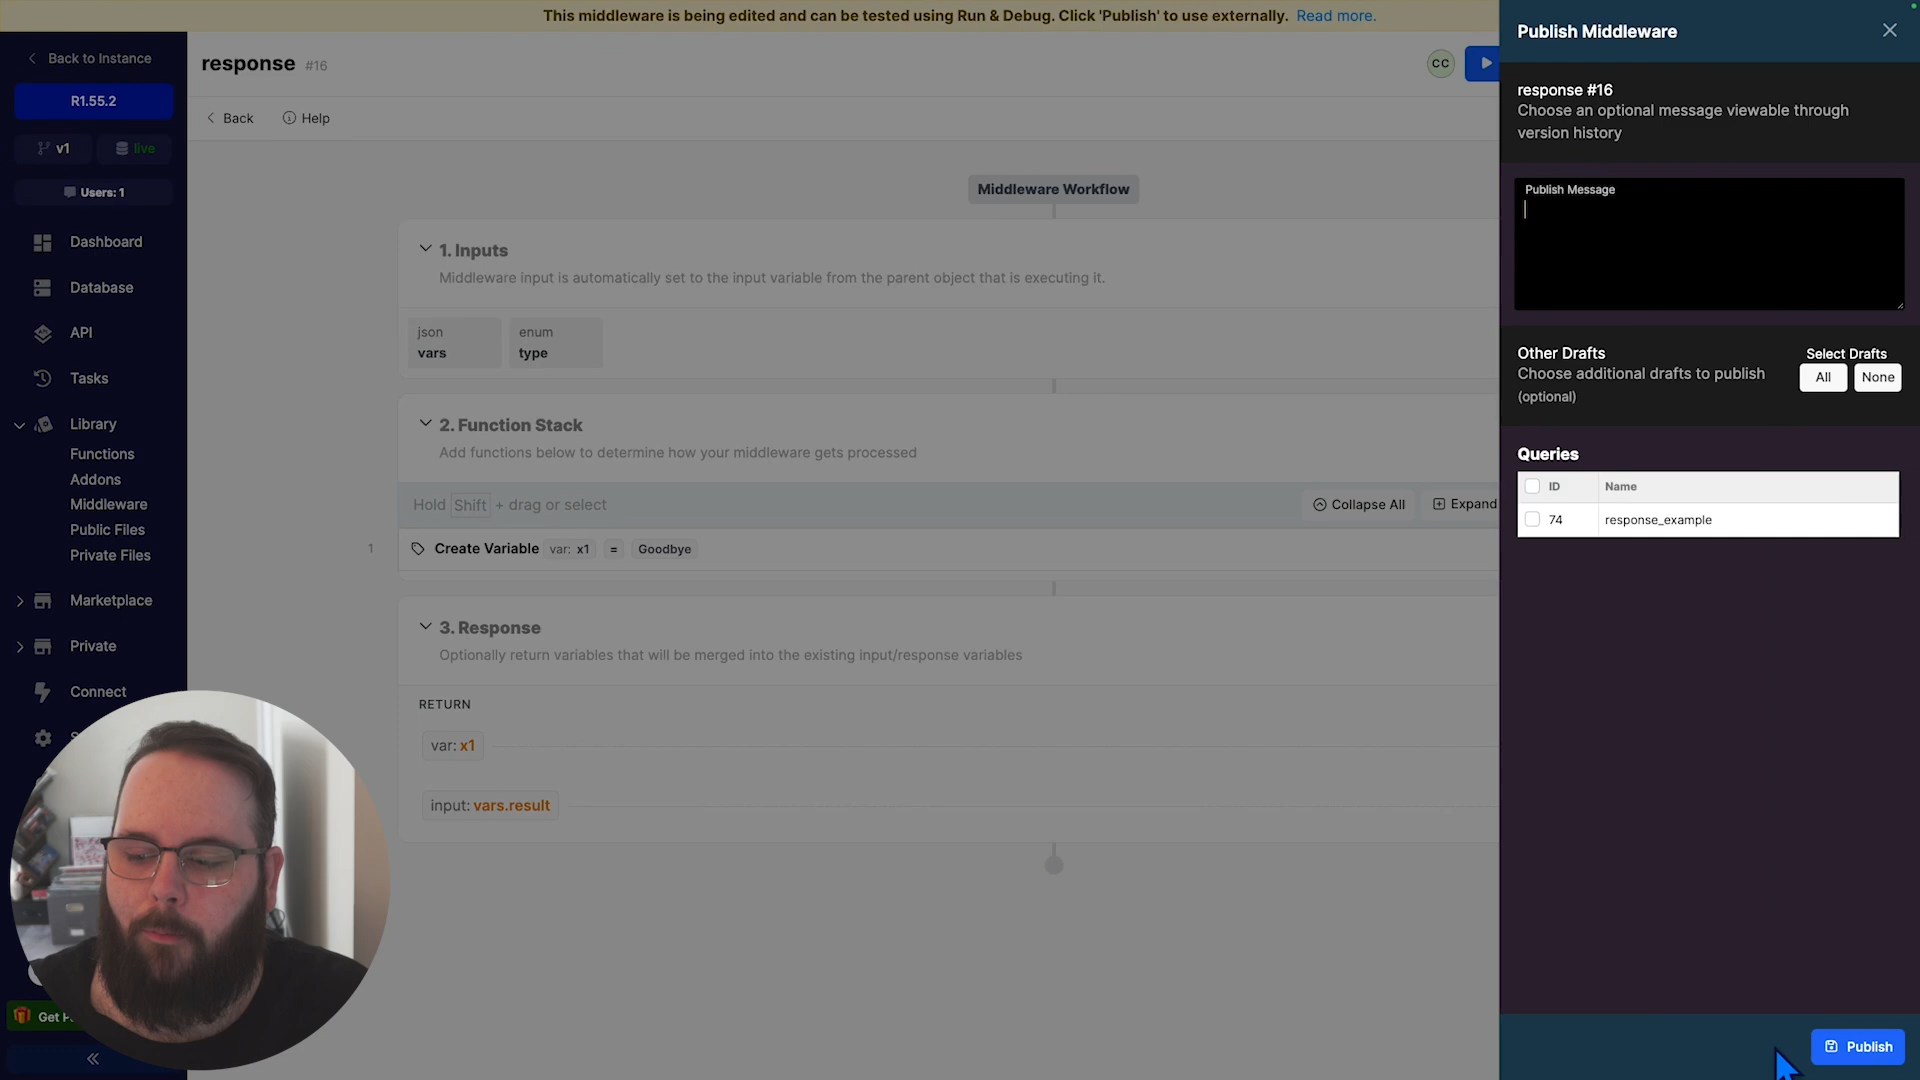 This middleware is being edited and can be tested using Run & Debug. Click 'Publish' to use externally. Read more.
Back to Instance
R1.55.2
v1
live
Users: 1
Dashboard
Database
API
Tasks
Library
Functions
Addons
Middleware
Public Files
Private Files
Marketplace
Private
Connect
Get
response #16
CC
Back
Help
Middleware Workflow
1. Inputs
Middleware input is automatically set to the input variable from the parent object that is executing it.
json
vars
enum
type
2. Function Stack
Add functions below to determine how your middleware gets processed
Hold Shift + drag or select
Collapse All
Expand
1
Create Variable var: x1 = Goodbye
3. Response
Optionally return variables that will be merged into the existing input/response variables
RETURN
var: x1
input: vars.result
Publish Middleware
response #16
Choose an optional message viewable through
version history
Publish Message
Other Drafts
Choose additional drafts to publish
(optional)
Select Drafts
All
None
Queries
ID Name
74 response_example
Publish